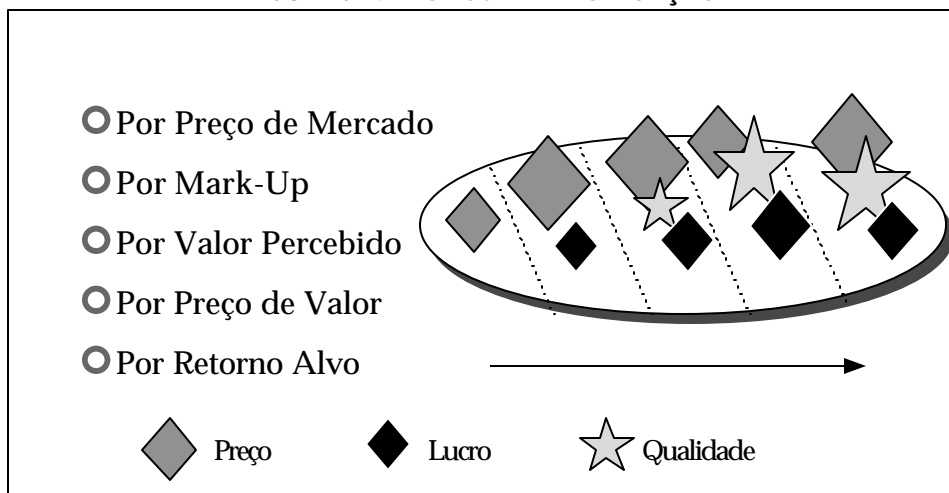 Por Preço de Mercado
Por Mark-Up
Por Valor Percebido
Por Preço de Valor
Por Retorno Alvo
Preço
Lucro
Qualidade